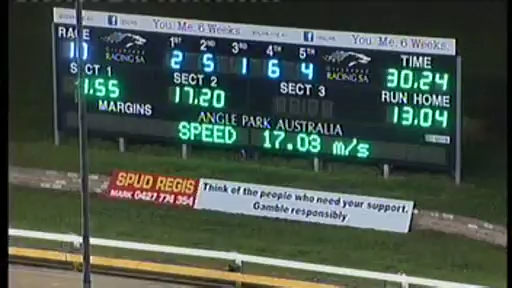 You. Me. 6 Weeks.
You. Me. 6 Weeks.
RACE 1ST 2ND 3RD 4TH 5TH TIME
10 2 5 1 6 4 30.24
GREYHOUND RACING SA
GREYHOUND RACING SA
SECT 1 SECT 2 SECT 3 RUN HOME
.55 17.20 13.04
MARGINS
ANGLE PARK AUSTRALIA
SPEED 17.03 m/s
SPUD REGIS
MARK 0427 774 354
Think of the people who need your support.
Gamble responsibly